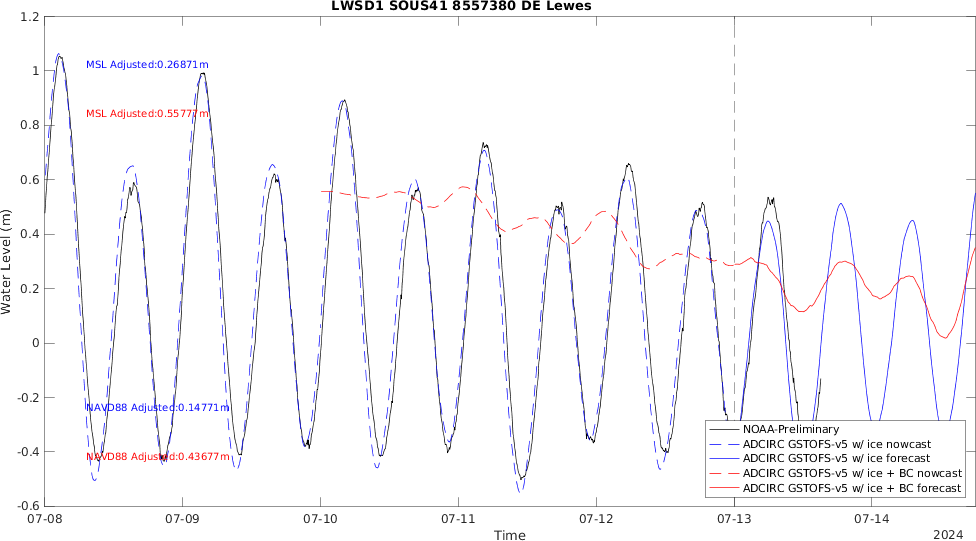 LWSD1 SOUS41 8557380 DE Lewes
Water Level (m)
1.2
1
0.8
0.6
0.4
0.2
0
-0.2
-0.4
-0.6
MSL Adjusted:0.26871m
MSL Adjusted:0.55777m
NAVD88 Adjusted:0.14771m
NAVD88 Adjusted:0.43677m
NOAA-Preliminary
ADCIRC GSTOFS-v5 w/ ice nowcast
ADCIRC GSTOFS-v5 w/ ice forecast
ADCIRC GSTOFS-v5 w/ ice + BC nowcast
ADCIRC GSTOFS-v5 w/ ice + BC forecast
07-08
07-09
07-10
07-11
07-12
07-13
07-14
Time
2024